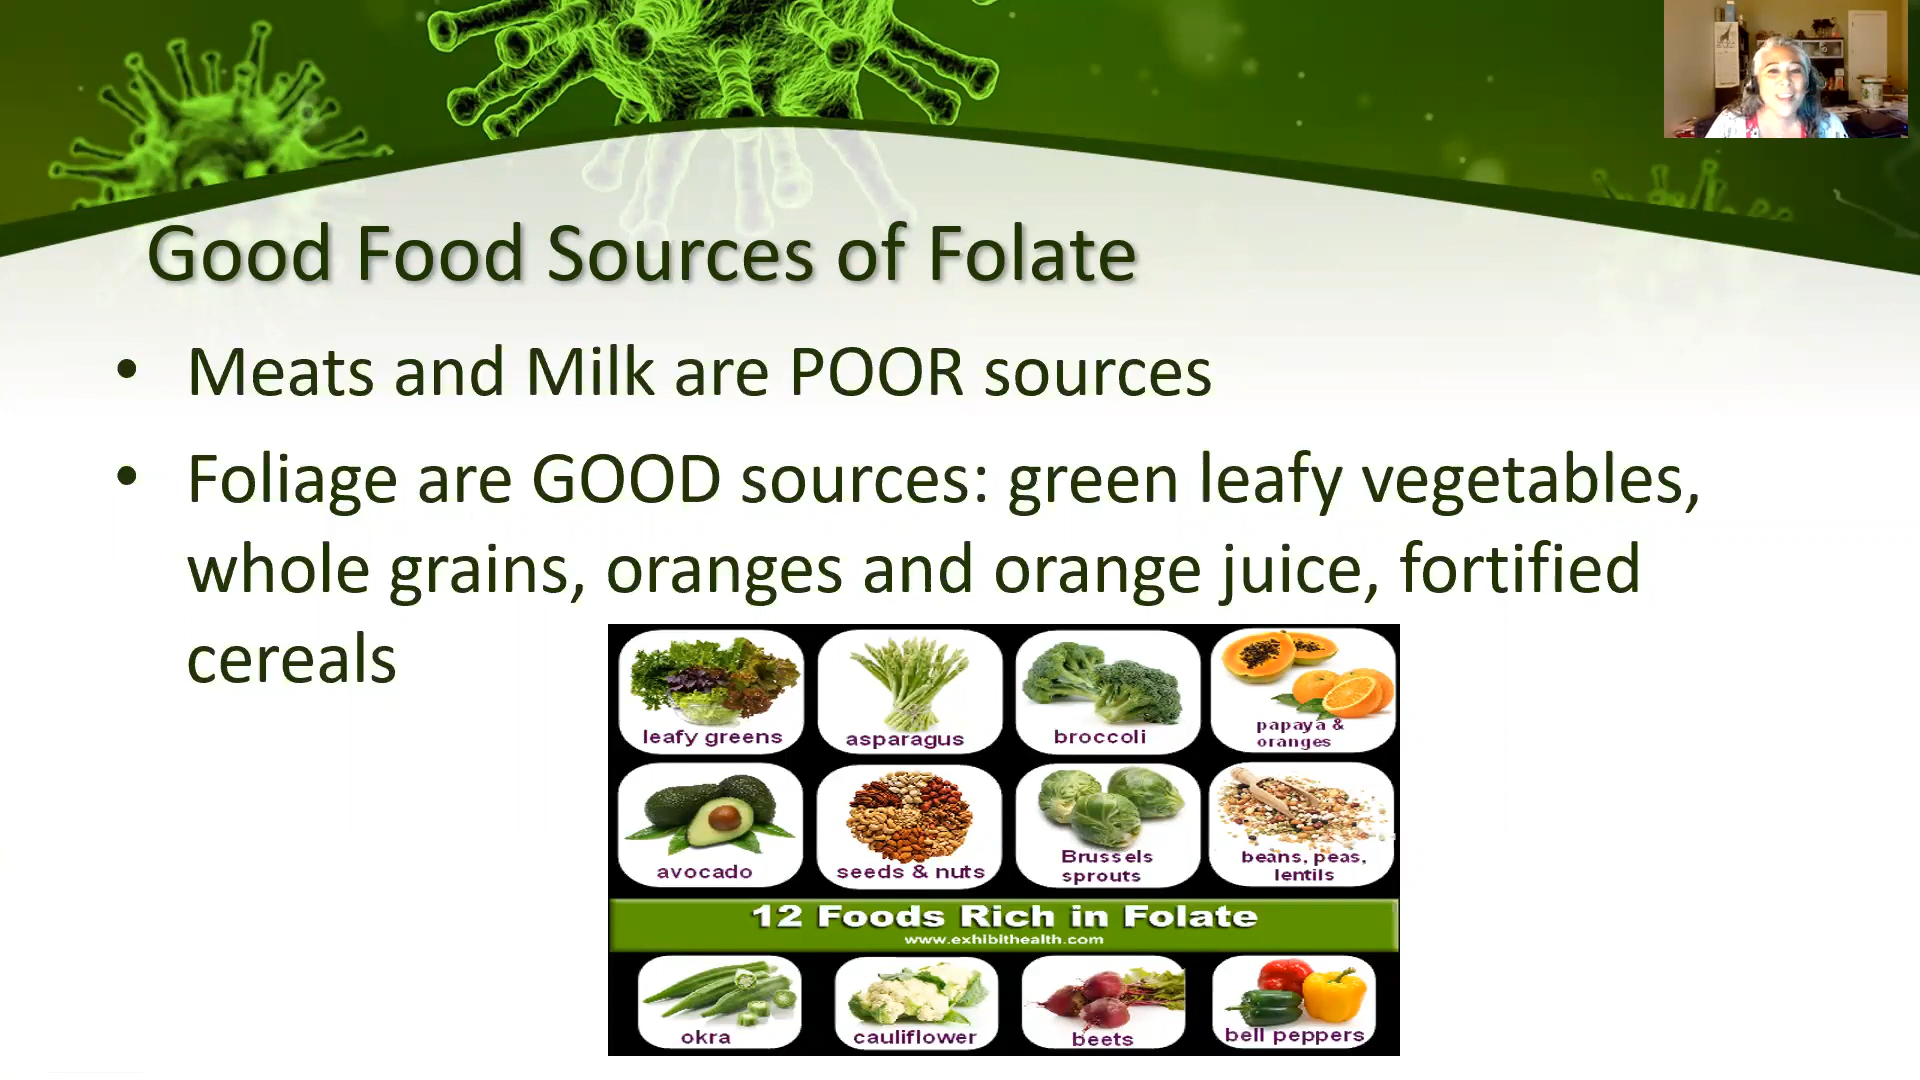 Good Food Sources of Folate
• Meats and Milk are POOR sources
• Foliage are GOOD sources: green leafy vegetables,
whole grains, oranges and orange juice, fortified
cereals
leafy greens
asparagus
broccoli
papaya &
oranges
avocado
seeds & nuts
Brussels
sprouts
beans, peas,
lentils
12 Foods Rich in Folate
www.exhibithealth.com
okra
cauliflower
beets
bell peppers